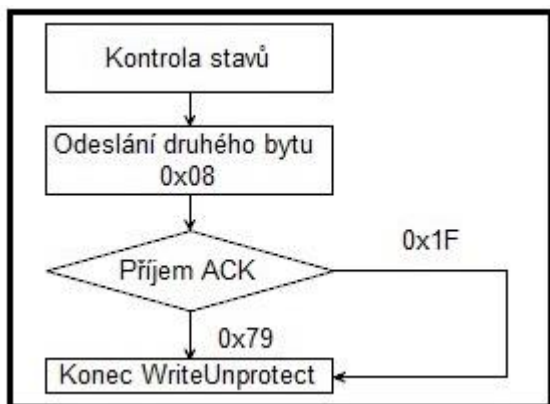 Kontrola stavů
Odeslání druhého bytu
0x08
Příjem ACK
0x1F
0x79
Konec WriteUnprotect